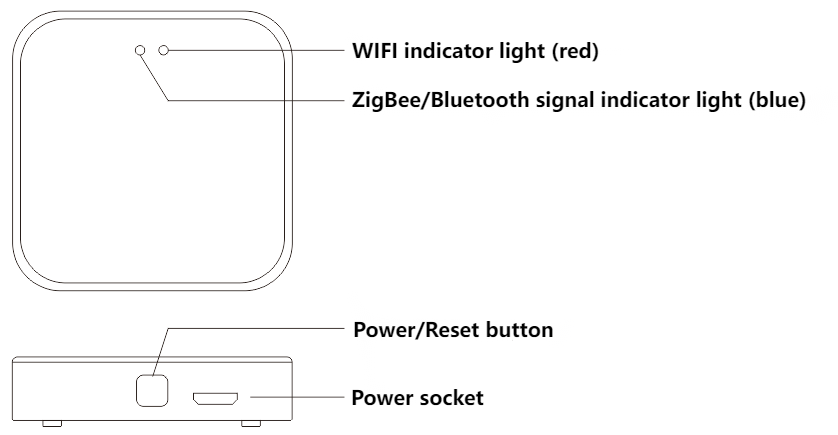 WIFI indicator light (red)
ZigBee/Bluetooth signal indicator light (blue)
Power/Reset button
Power socket